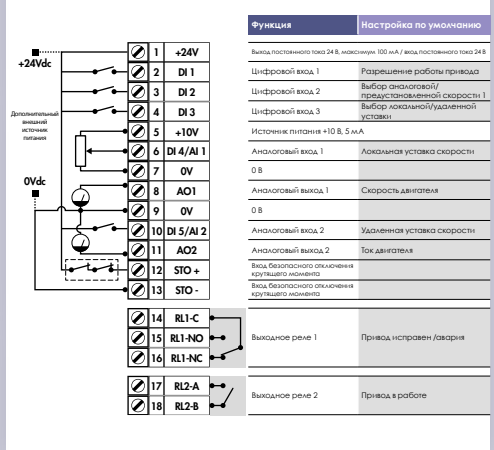 Функция Настройка по умолчанию
1 +24V Выход постоянного тока 24 В, максимум 100 мА / вход постоянного тока 24 В
+24Vdc
2 DI 1 Цифровой вход 1 Разрешение работы привода
3 DI 2 Цифровой вход 2 Выбор аналоговой/
предустановленной скорости 1
4 DI 3 Цифровой вход 3 Выбор локальной/удаленной
уставки
Дополнительный
внешний
источник
питания
5 +10V Источник питания +10 В, 5 мА
6 DI 4/AI 1 Аналоговый вход 1 Локальная уставка скорости
7 0V 0 В
0Vdc
8 AO1 Аналоговый выход 1 Скорость двигателя
9 0V 0 В
10 DI 5/AI 2 Аналоговый вход 2 Удаленная уставка скорости
11 AO2 Аналоговый выход 2 Ток двигателя
12 STO + Вход безопасного отключения
крутящего момента
13 STO - Вход безопасного отключения
крутящего момента
14 RL1-C
15 RL1-NO Выходное реле 1 Привод исправен /авария
16 RL1-NC
17 RL2-A
Выходное реле 2 Привод в работе
18 RL2-B